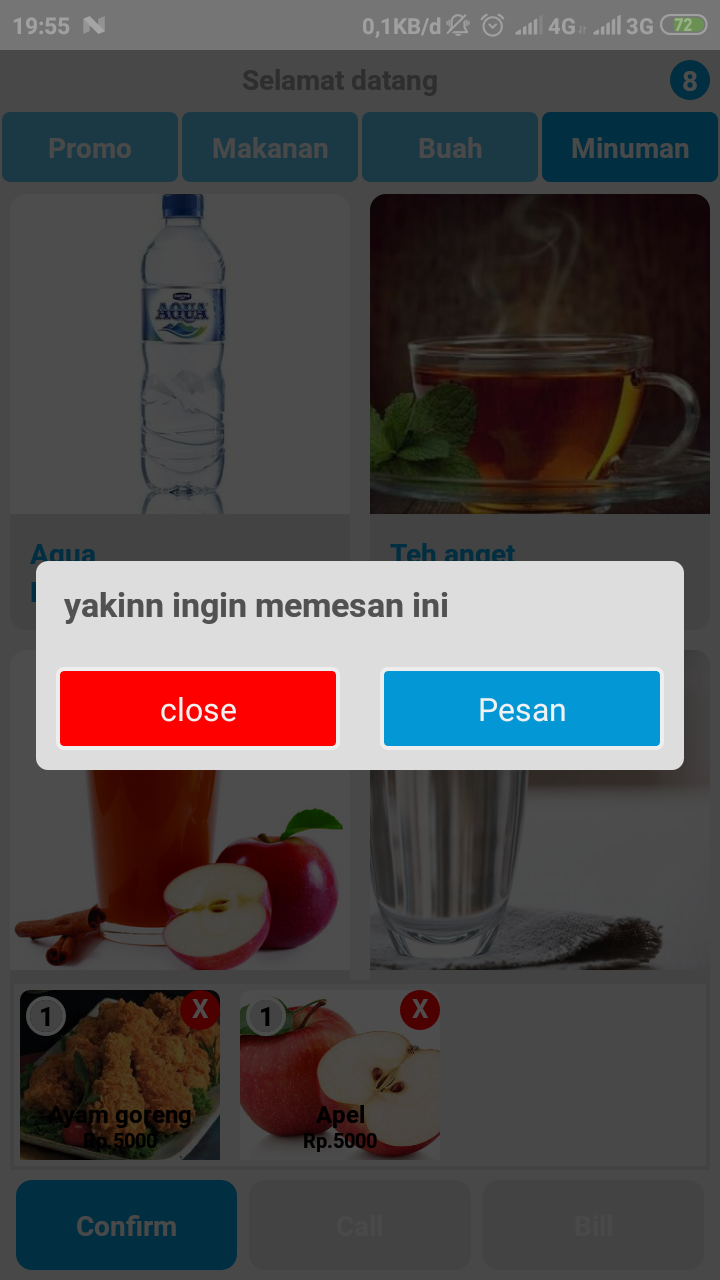 19:55 0,1KB/d 4G 3G 72
Selamat datang 8
Promo Makanan Buah Minuman
AQUA
Aqua Teh anget
yakinn ingin memesan ini
close Pesan
1 X 1 X
Ayam goreng Apel
Rp.5000 Rp.5000
Confirm Call Bill